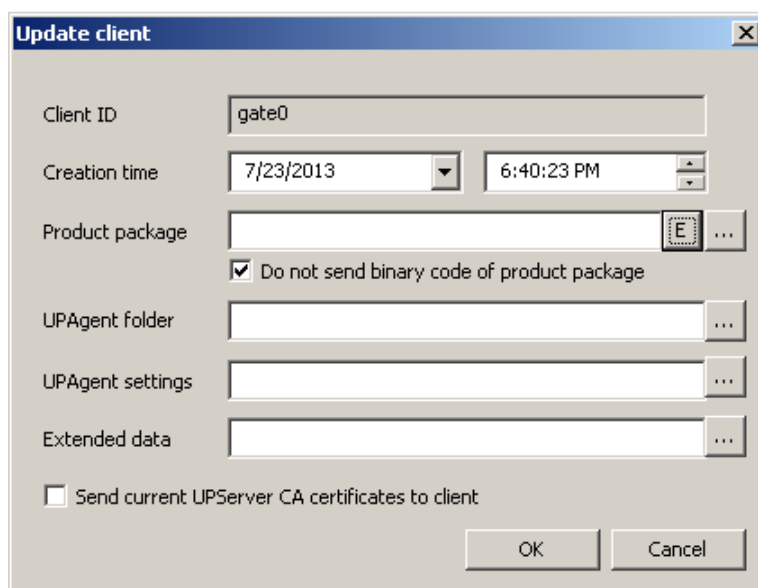 Update client
Client ID gate0
Creation time 7/23/2013 6:40:23 PM
Product package E ...
Do not send binary code of product package
UPAgent folder ...
UPAgent settings ...
Extended data ...
Send current UPServer CA certificates to client
OK Cancel